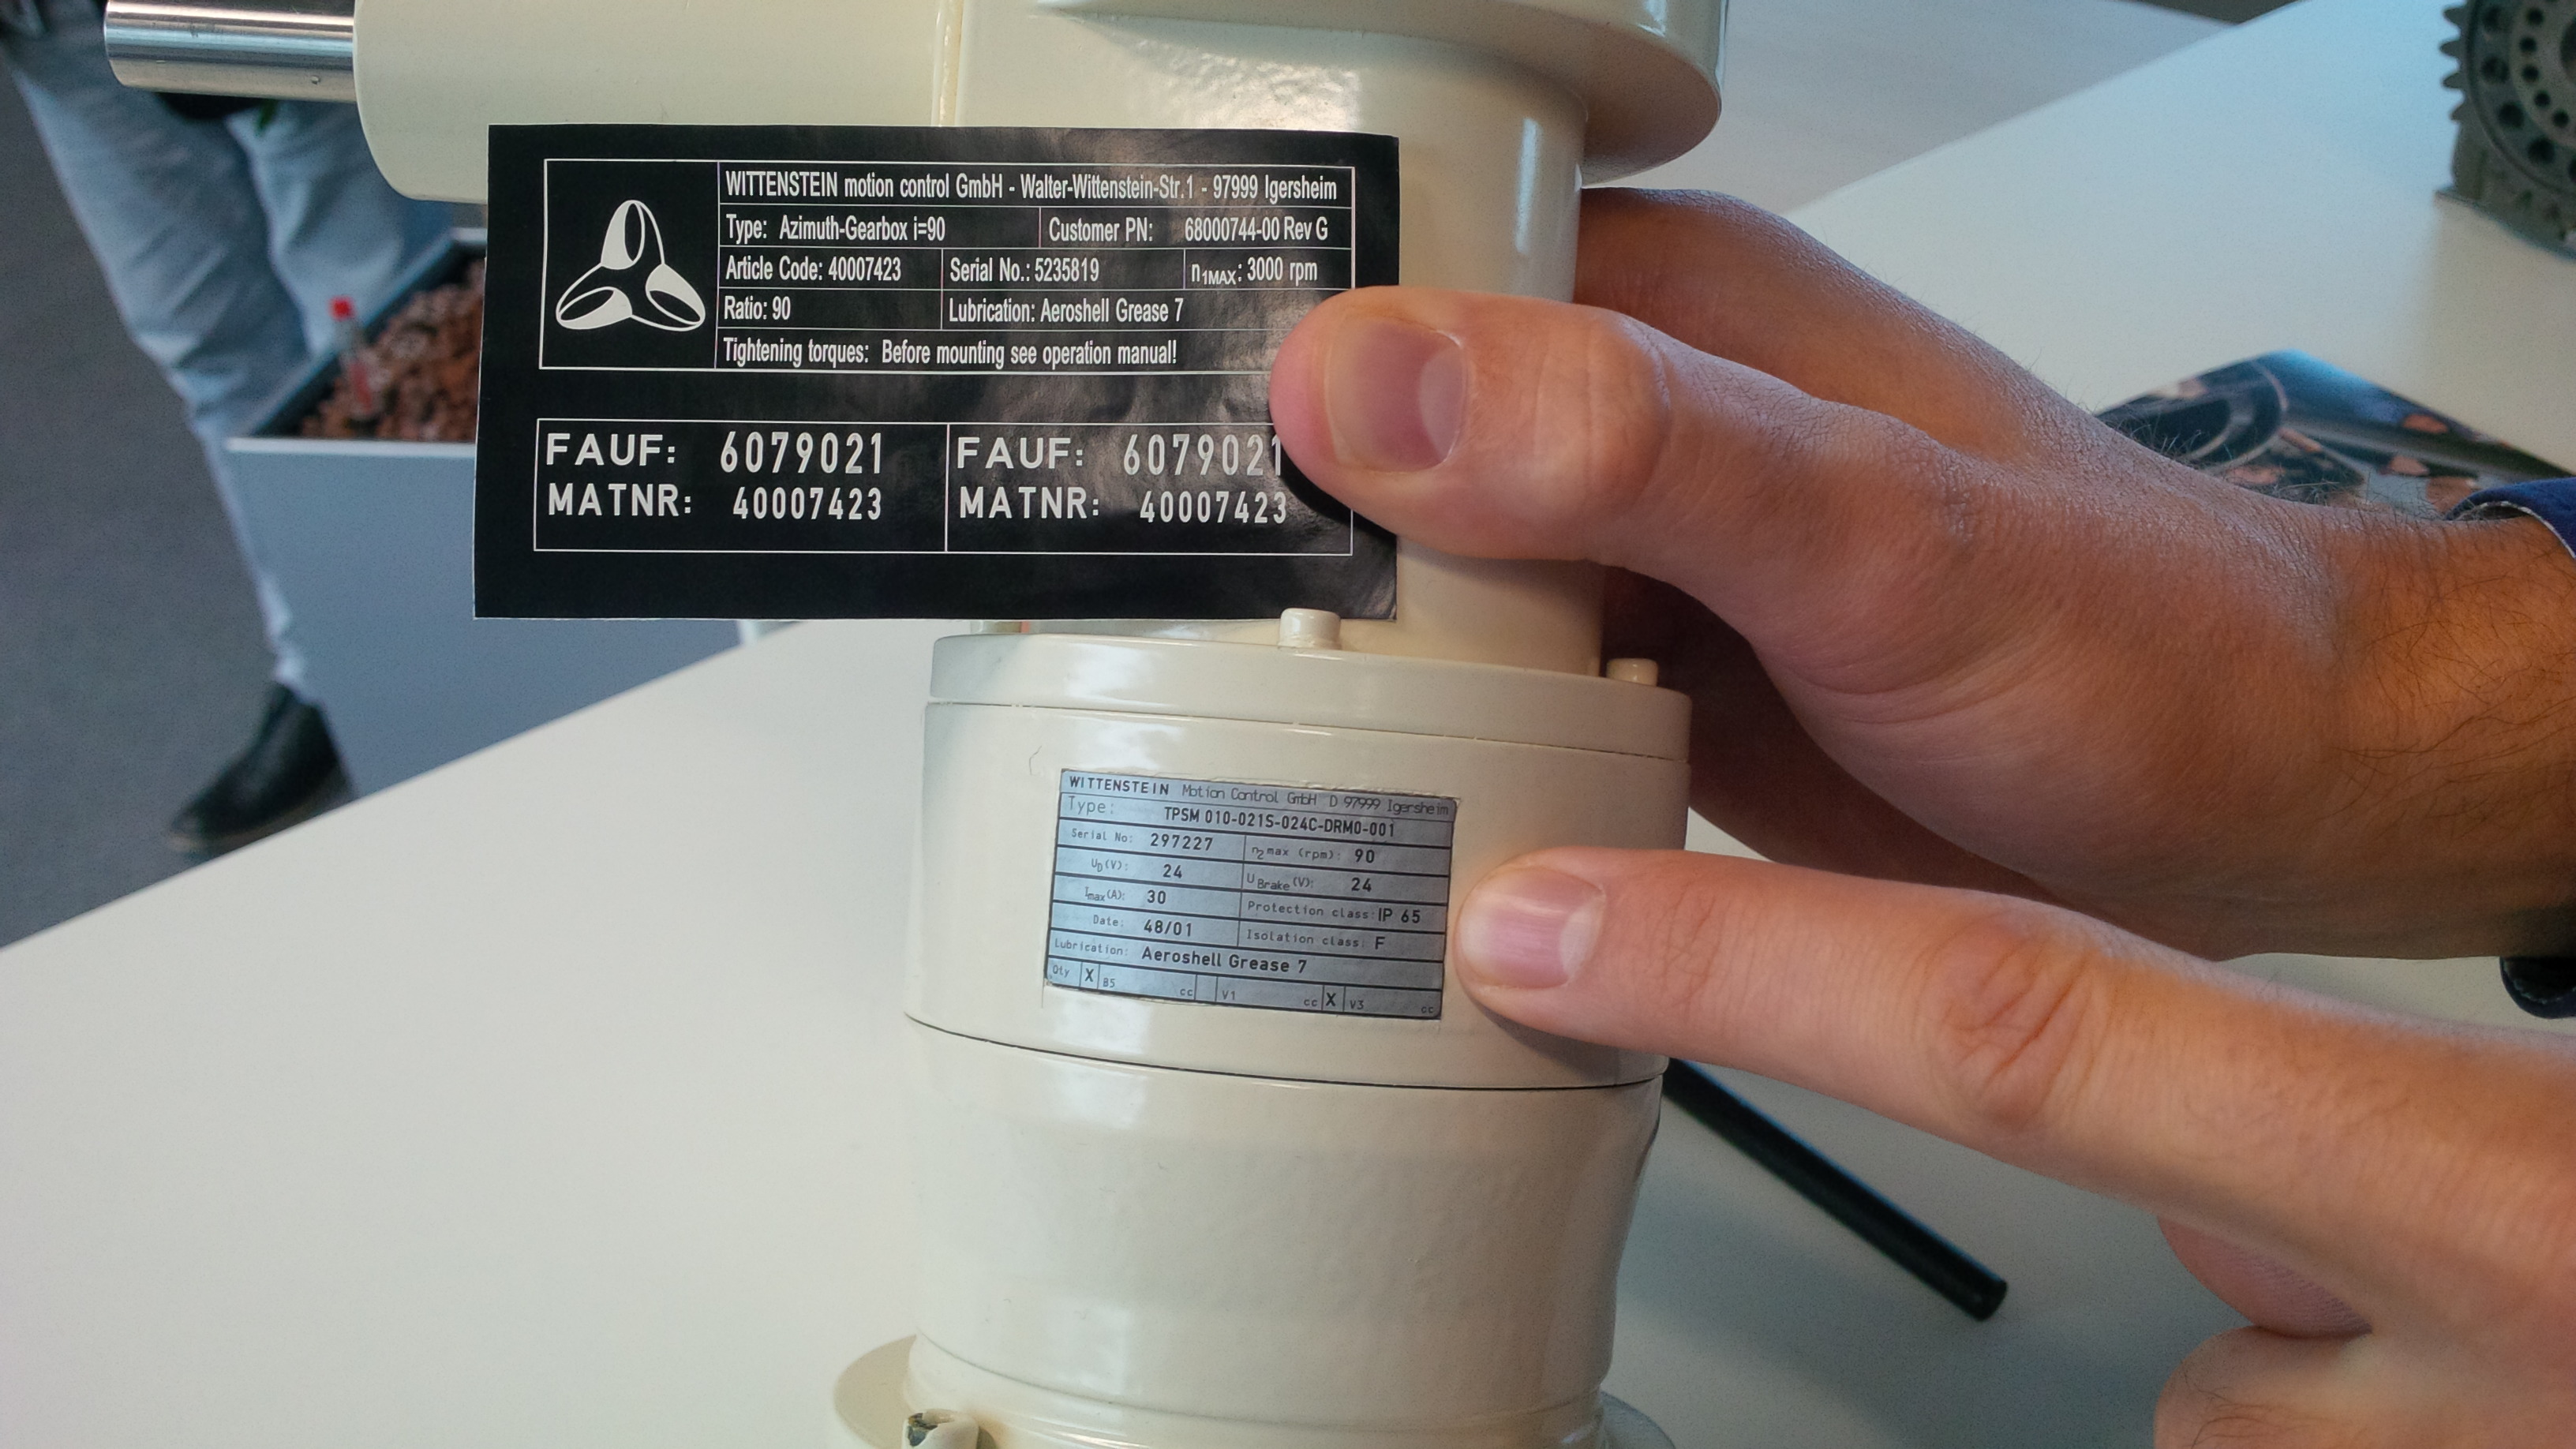 WITTENSTEIN motion control GmbH - Walter-Wittenstein-Str.1 - 97999 Igersheim
Type: Azimuth-Gearbox i=90 Customer PN: 68000744-00 Rev G
Article Code: 40007423 Serial No.: 5235819 n1MAX: 3000 rpm
Ratio: 90 Lubrication: Aeroshell Grease 7
Tightening torques: Before mounting see operation manual!
FAUF: 6079021 FAUF: 6079021
MATNR: 40007423 MATNR: 40007423
WITTENSTEIN Motion Control GmbH D 97999 Igersheim
Type: TPSM 010-021S-024C-DRM0-001
Serial No: 297227 n2 max (rpm): 90
UD(V): 24 U Brake(V): 24
Imax(A): 30 Protection class: IP 65
Date: 48/01 Isolation class: F
Lubrication: Aeroshell Grease 7
Qty X B5 cc V1 cc X V3 cc